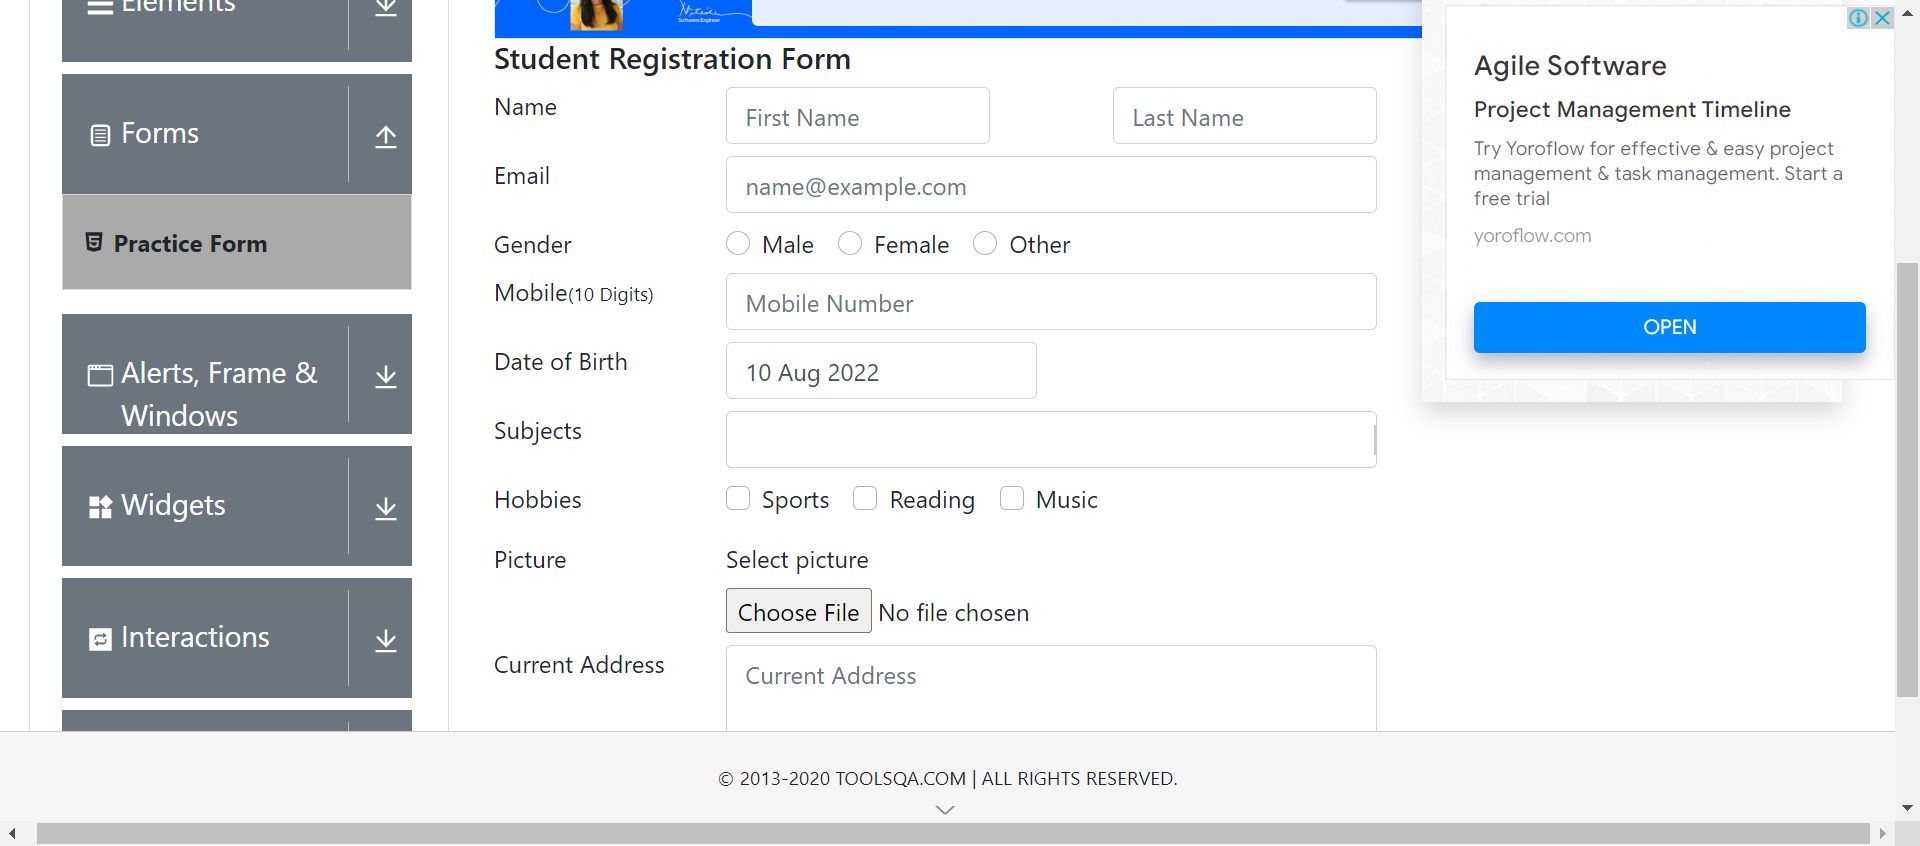 Elements
Forms
Practice Form
Alerts, Frame &
Windows
Widgets
Interactions
Software Engineer
Student Registration Form
Name
First Name
Last Name
Email
name@example.com
Gender
Male
Female
Other
Mobile(10 Digits)
Mobile Number
Date of Birth
10 Aug 2022
Subjects
Hobbies
Sports
Reading
Music
Picture
Select picture
Choose File No file chosen
Current Address
Current Address
Agile Software
Project Management Timeline
Try Yoroflow for effective & easy project
management & task management. Start a
free trial
yoroflow.com
OPEN
© 2013-2020 TOOLSQA.COM | ALL RIGHTS RESERVED.